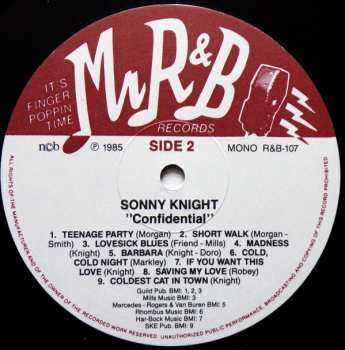 IT'S
FINGER
POPPIN
TIME
Mr R&B
RECORDS
ncb ℗ 1985 SIDE 2 MONO R&B-107
SONNY KNIGHT
"Confidential"
1. TEENAGE PARTY (Morgan) 2. SHORT WALK (Morgan -
Smith) 3. LOVESICK BLUES (Friend - Mills) 4. MADNESS
(Knight) 5. BARBARA (Knight - Doro) 6. COLD,
COLD NIGHT (Markley) 7. IF YOU WANT THIS
LOVE (Knight) 8. SAVING MY LOVE (Robey)
9. COLDEST CAT IN TOWN (Knight)
Guild Pub. BMI: 1, 2, 3
Mills Music BMI: 3
Mercedes - Rogers & Van Buren BMI: 5
Rhombus Music BMI: 6
Har-Bock Music BMI: 7
SKE Pub. BMI: 9
ALL RIGHTS OF THE MANUFACTURER AND OF THE OWNER OF THE RECORDED WORK RESERVED. UNAUTHORIZED PUBLIC PERFORMANCE, BROADCASTING AND COPYING OF THIS RECORD PROHIBITED